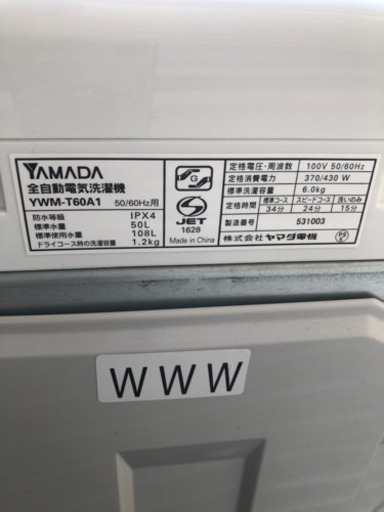 YAMADA
全自動電気洗濯機
YWM-T60A1 50/60Hz用
防水等級 IPX4
標準水量 50L
標準使用水量 108L
ドライコース時の洗濯容量 1.2kg
G
S
JET
1628
Made in China
定格電圧・周波数 100V 50/60Hz
定格消費電力 370/430 W
標準洗濯容量 6.0kg
定格時間 標準コース スピードコース 洗いのみ
34分 24分 15分
製造番号 531003
株式会社ヤマダ電機
PS E
WWW